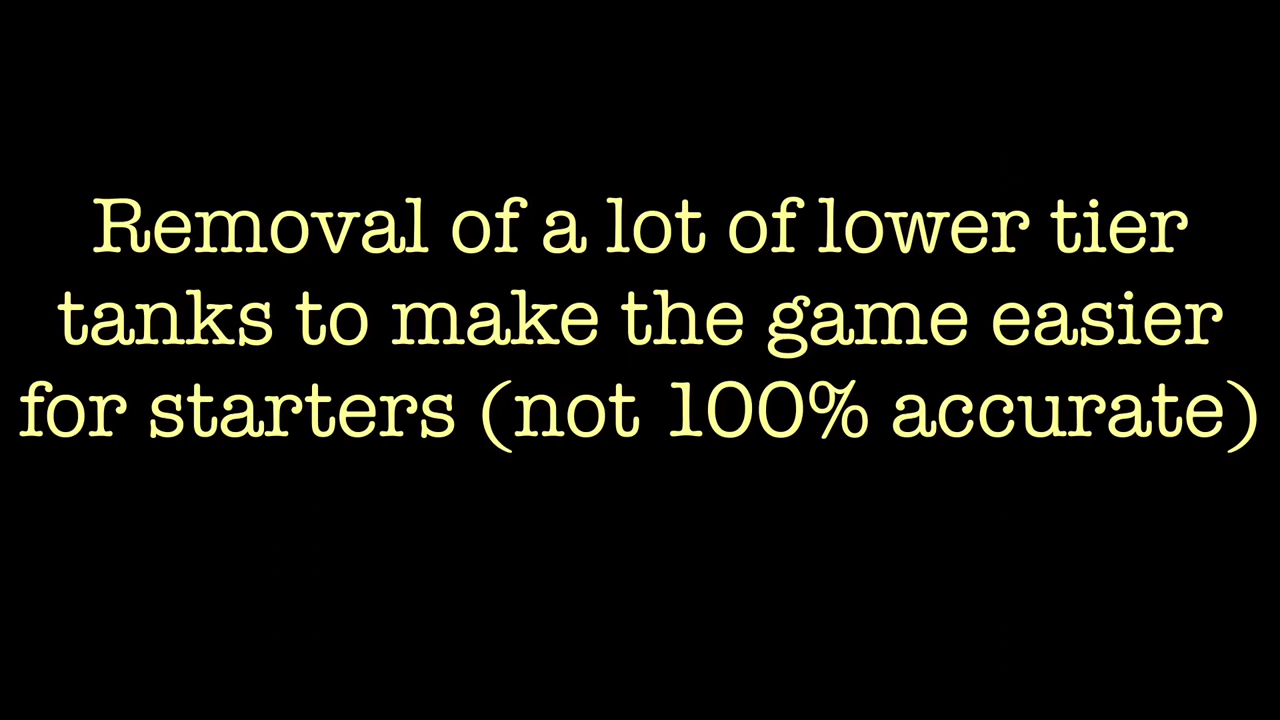 Removal of a lot of lower tier
tanks to make the game easier
for starters (not 100% accurate)